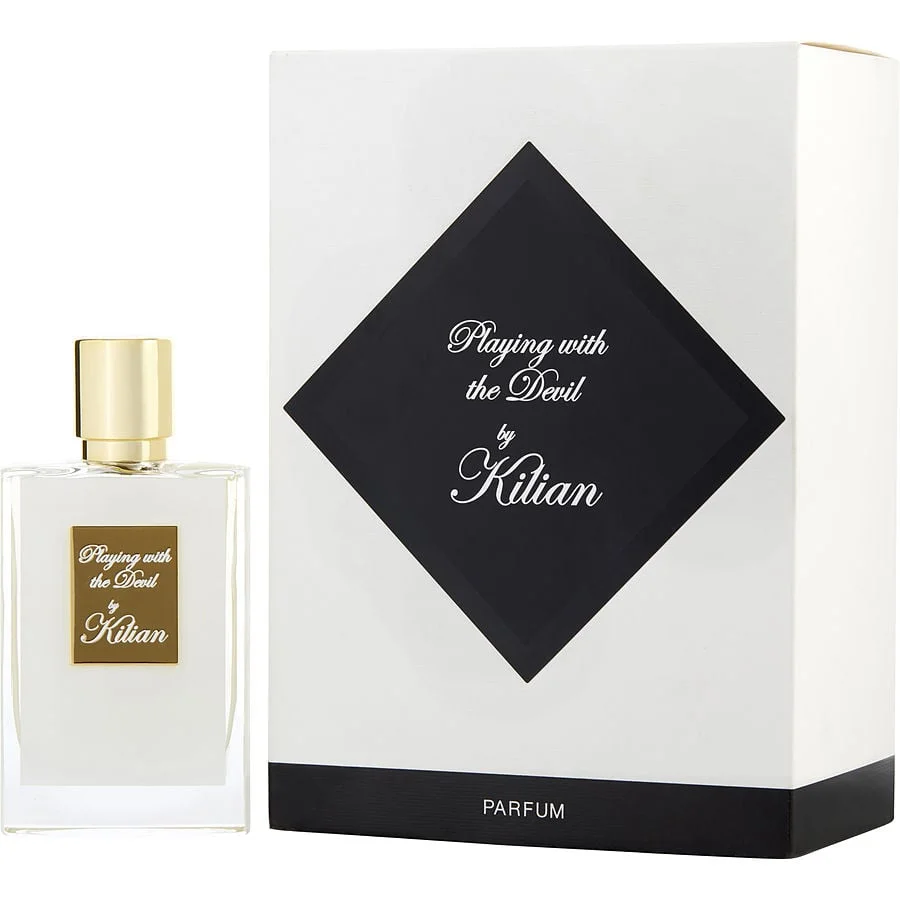 Playing with
the Devil
by
Kilian
Playing with
the Devil
by
Kilian
PARFUM